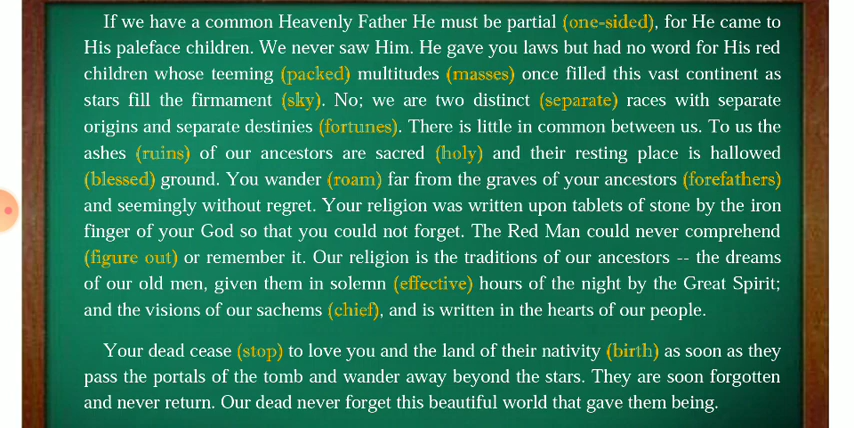 If we have a common Heavenly Father He must be partial (one-sided), for He came to
His paleface children. We never saw Him. He gave you laws but had no word for His red
children whose teeming (packed) multitudes (masses) once filled this vast continent as
stars fill the firmament (sky). No; we are two distinct (separate) races with separate
origins and separate destinies (fortunes). There is little in common between us. To us the
ashes (ruins) of our ancestors are sacred (holy) and their resting place is hallowed
(blessed) ground. You wander (roam) far from the graves of your ancestors (forefathers)
and seemingly without regret. Your religion was written upon tablets of stone by the iron
finger of your God so that you could not forget. The Red Man could never comprehend
(figure out) or remember it. Our religion is the traditions of our ancestors -- the dreams
of our old men, given them in solemn (effective) hours of the night by the Great Spirit;
and the visions of our sachems (chief), and is written in the hearts of our people.
Your dead cease (stop) to love you and the land of their nativity (birth) as soon as they
pass the portals of the tomb and wander away beyond the stars. They are soon forgotten
and never return. Our dead never forget this beautiful world that gave them being.